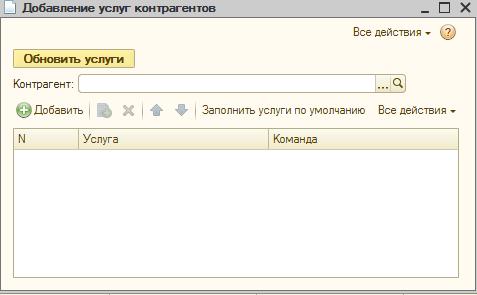 Добавление услуг контрагентов
Все действия
?
Обновить услуги
Контрагент: ...
Добавить Заполнить услуги по умолчанию Все действия
N Услуга Команда